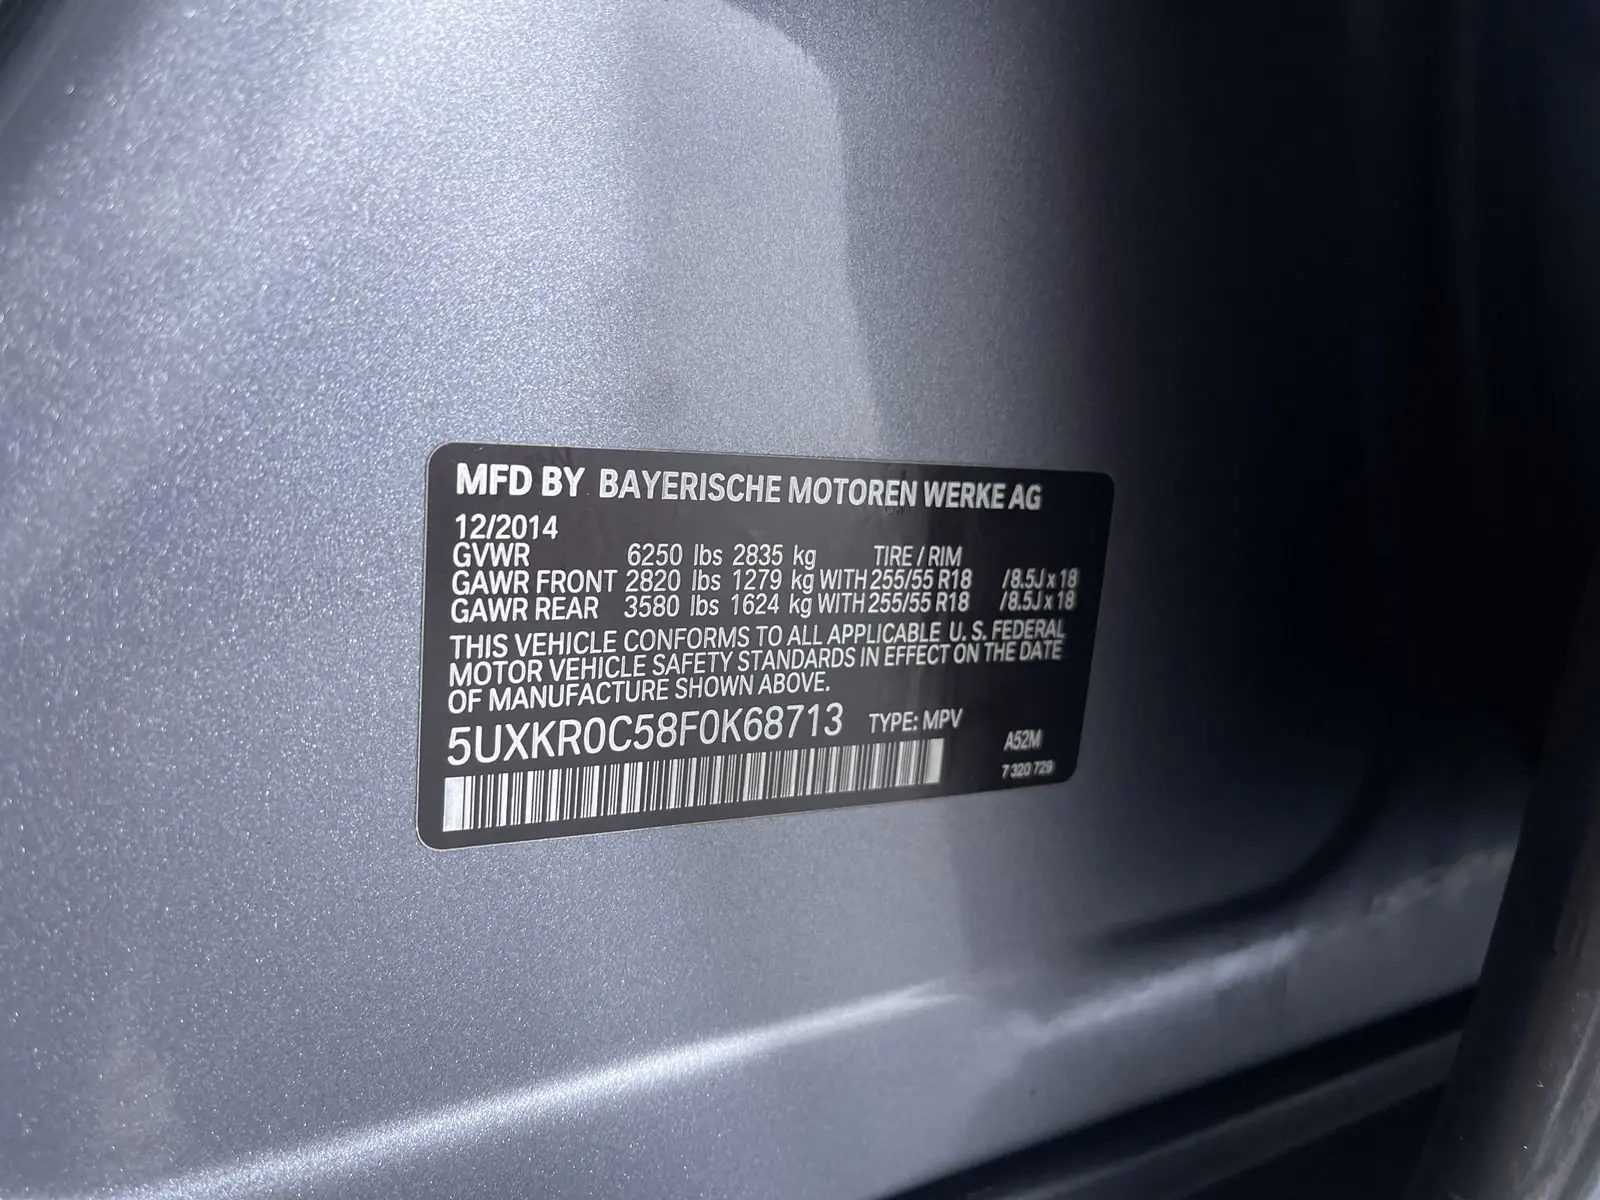 MFD BY BAYERISCHE MOTOREN WERKE AG
12/2014
GVWR 6250 lbs 2835 kg TIRE / RIM
GAWR FRONT 2820 lbs 1279 kg WITH 255/55 R18 /8.5J x 18
GAWR REAR 3580 lbs 1624 kg WITH 255/55 R18 /8.5J x 18
THIS VEHICLE CONFORMS TO ALL APPLICABLE U.S. FEDERAL
MOTOR VEHICLE SAFETY STANDARDS IN EFFECT ON THE DATE
OF MANUFACTURE SHOWN ABOVE.
5UXKR0C58F0K68713 TYPE: MPV
A52M
7 320 729